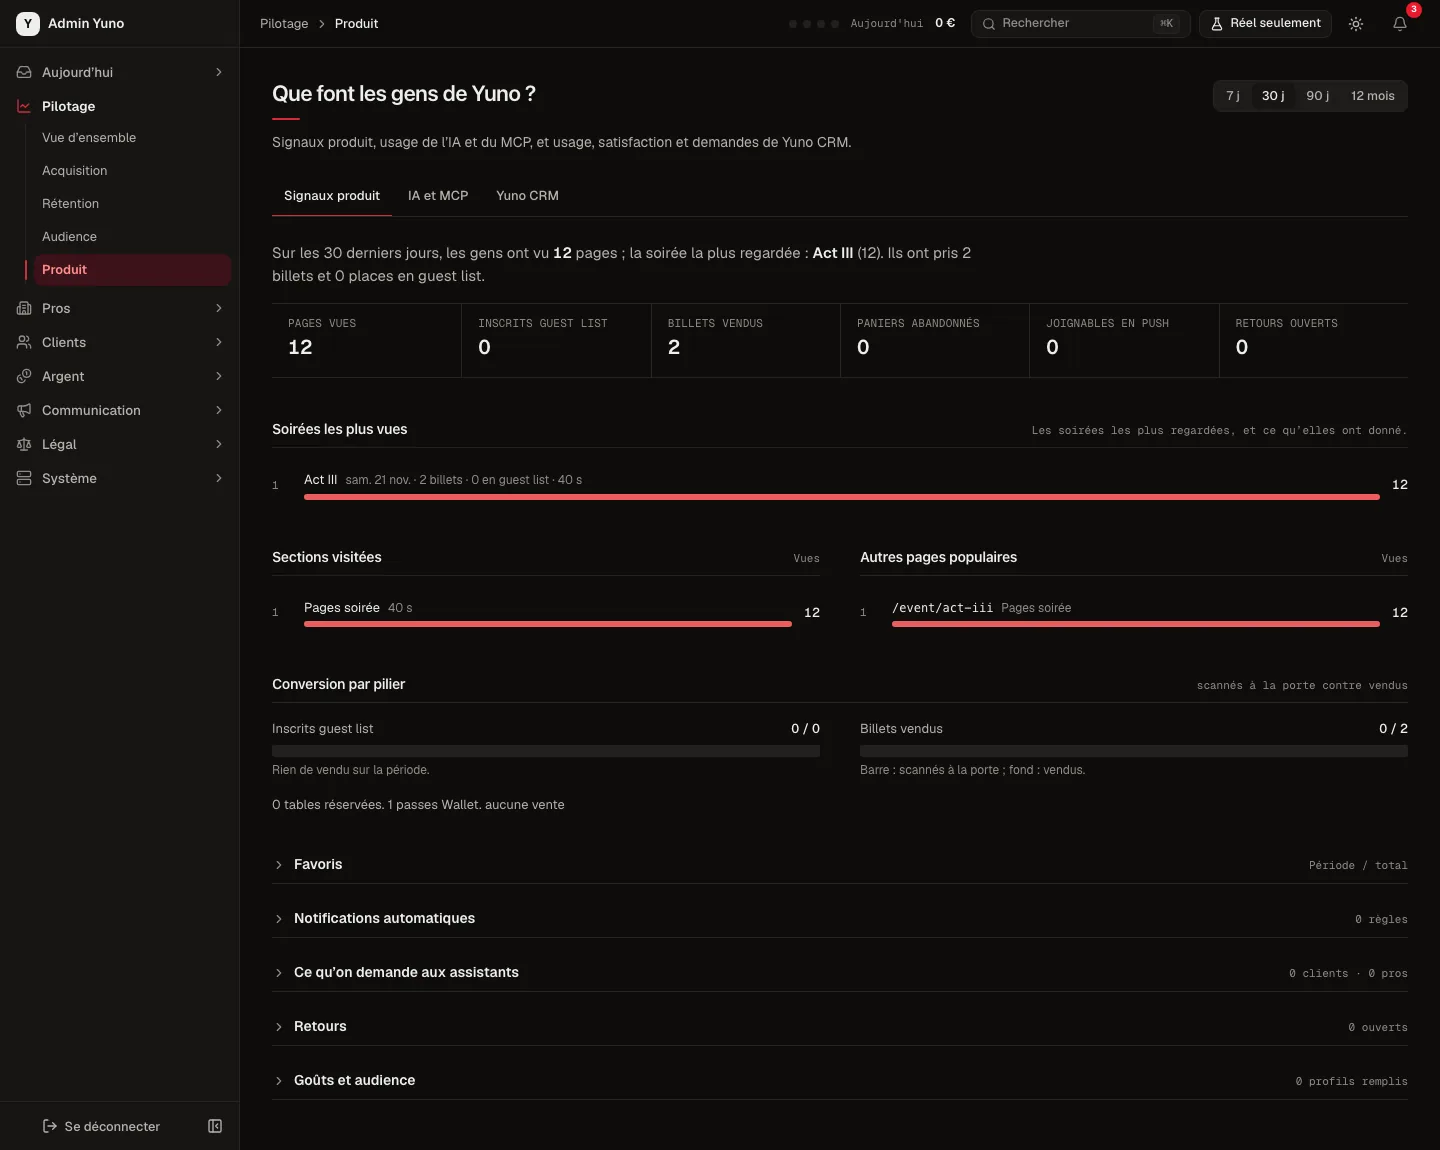 Y Admin Yuno
Pilotage > Produit
Aujourd'hui 0 €
Rechercher ⌘K
Réel seulement
3
Aujourd'hui
Pilotage
Vue d'ensemble
Acquisition
Rétention
Audience
Produit
Pros
Clients
Argent
Communication
Légal
Système
Se déconnecter
Que font les gens de Yuno ?
7 j 30 j 90 j 12 mois
Signaux produit, usage de l'IA et du MCP, et usage, satisfaction et demandes de Yuno CRM.
Signaux produit IA et MCP Yuno CRM
Sur les 30 derniers jours, les gens ont vu 12 pages ; la soirée la plus regardée : Act III (12). Ils ont pris 2
billets et 0 places en guest list.
PAGES VUES INSCRITS GUEST LIST BILLETS VENDUS PANIERS ABANDONNÉS JOIGNABLES EN PUSH RETOURS OUVERTS
12 0 2 0 0 0
Soirées les plus vues Les soirées les plus regardées, et ce qu'elles ont donné.
1 Act III sam. 21 nov. · 2 billets · 0 en guest list · 40 s 12
Sections visitées Vues
1 Pages soirée 40 s 12
Autres pages populaires Vues
1 /event/act-iii Pages soirée 12
Conversion par pilier scannés à la porte contre vendus
Inscrits guest list 0 / 0
Rien de vendu sur la période.
Billets vendus 0 / 2
Barre : scannés à la porte ; fond : vendus.
0 tables réservées. 1 passes Wallet. aucune vente
Favoris Période / total
Notifications automatiques 0 règles
Ce qu'on demande aux assistants 0 clients · 0 pros
Retours 0 ouverts
Goûts et audience 0 profils remplis